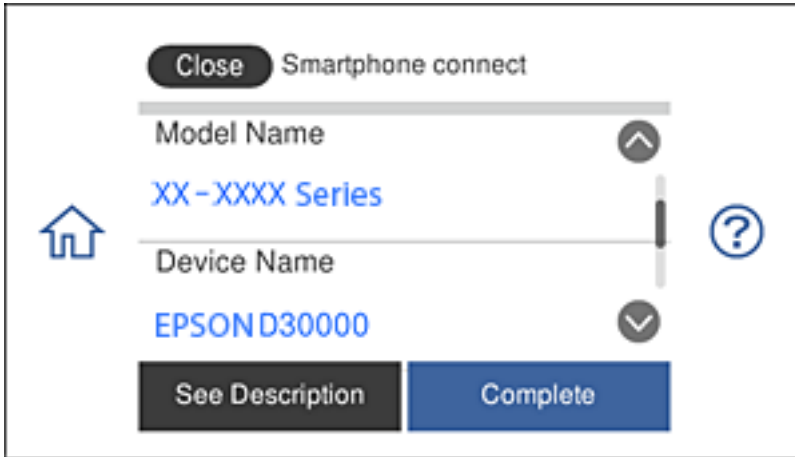 Close Smartphone connect
Model Name
XX-XXXX Series
Device Name
EPSON D30000
See Description Complete